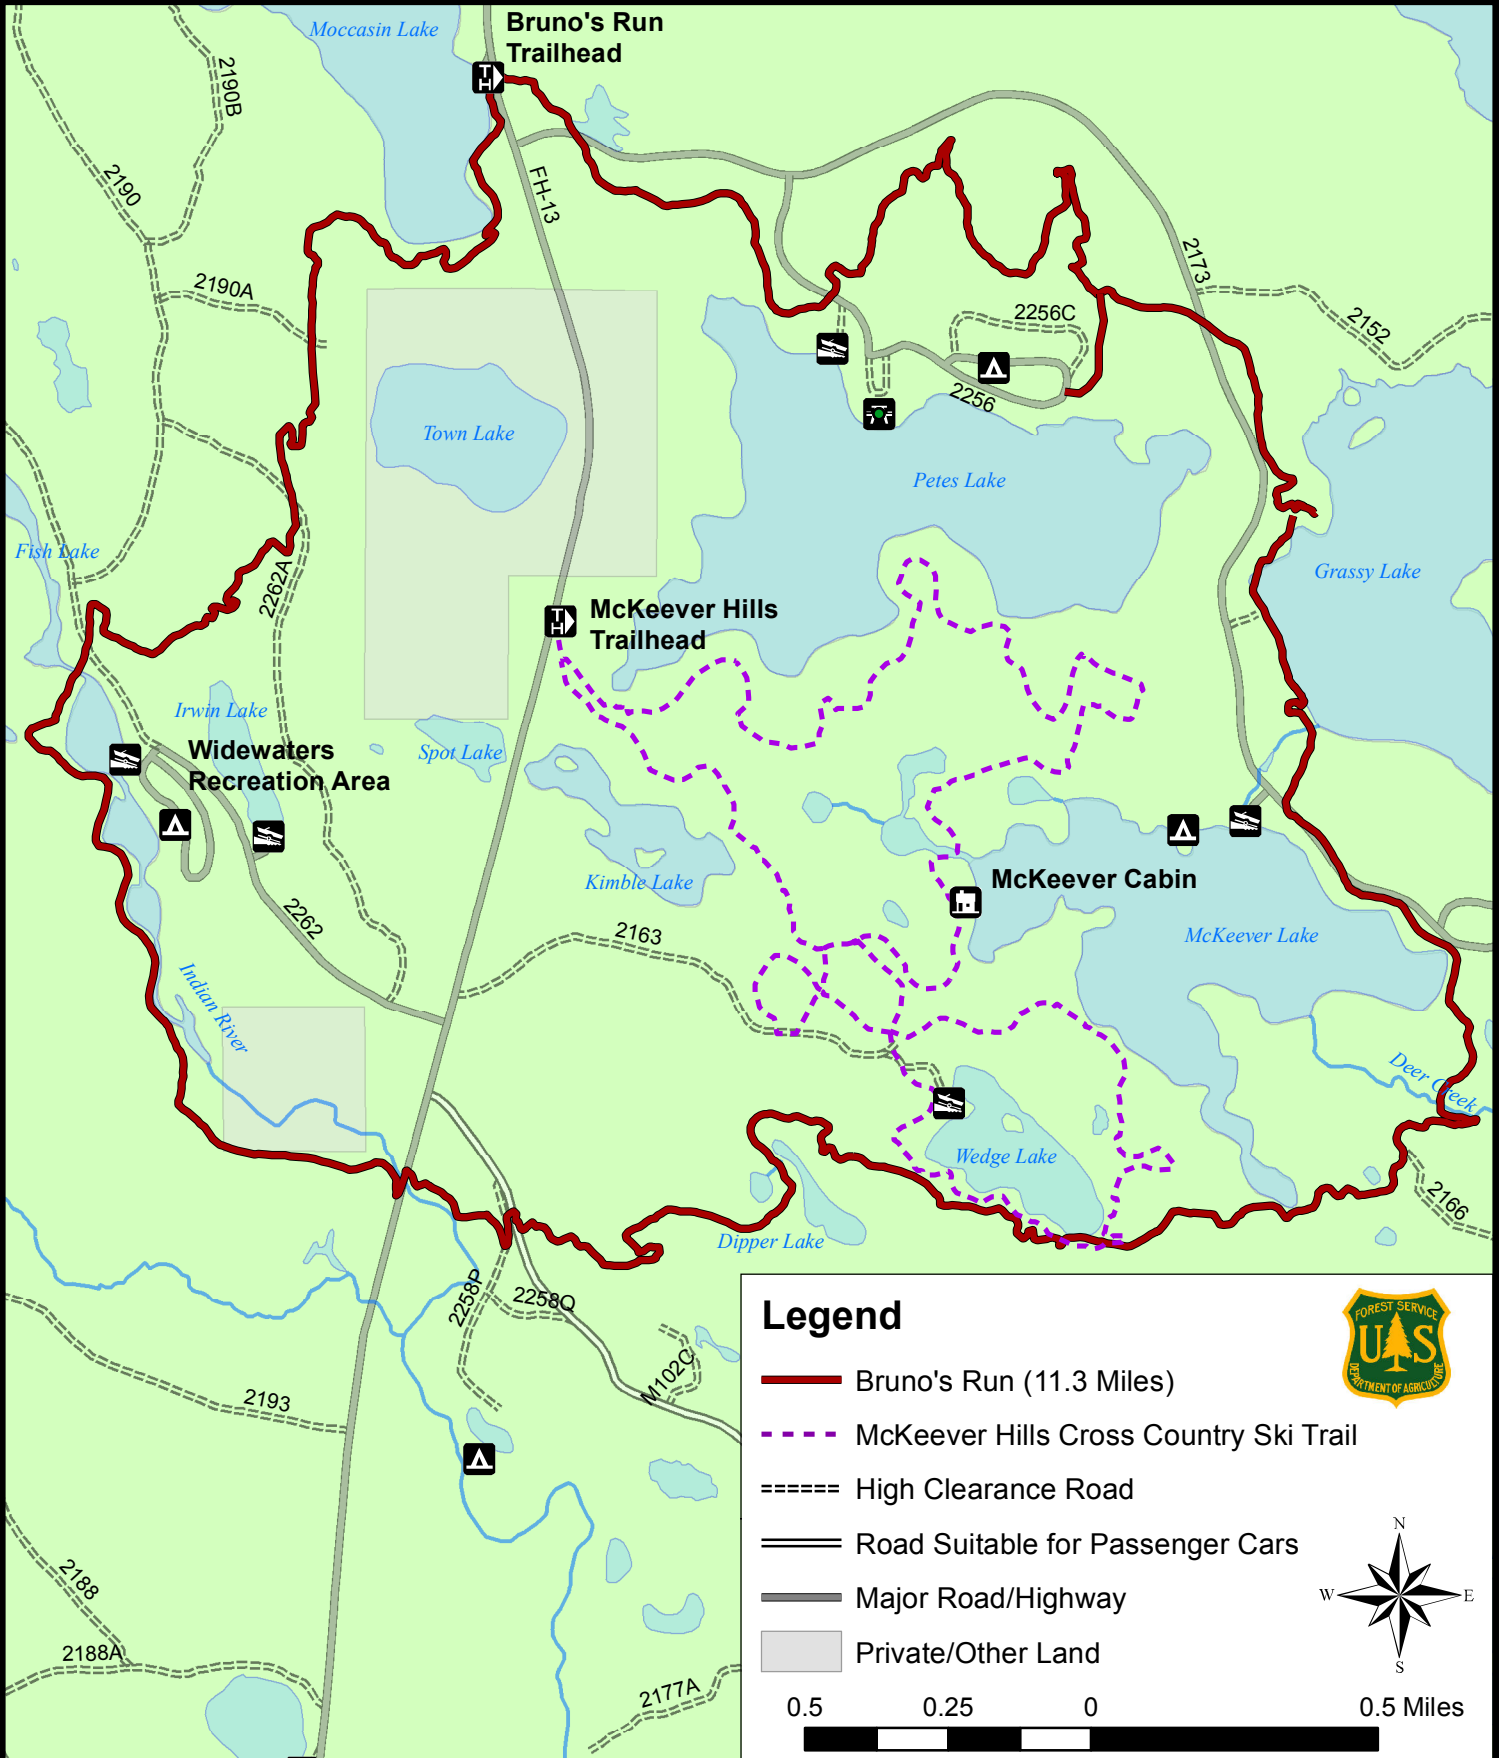 Moccasin Lake
Bruno's Run
Trailhead
TH
2190B
2190
FH-13
2173
2190A
2256C
2152
2256
Town Lake
Petes Lake
Fish Lake
2262A
Grassy Lake
TH
McKeever Hills
Trailhead
Irwin Lake
Spot Lake
Widewaters
Recreation Area
Kimble Lake
McKeever Cabin
2262
2163
McKeever Lake
Indian River
Deer Creek
Wedge Lake
2166
Dipper Lake
2258P
2258Q
M102C
2193
2188
2188A
2177A
Legend
FOREST SERVICE
UAS
DEPARTMENT OF AGRICULTURE
Bruno's Run (11.3 Miles)
McKeever Hills Cross Country Ski Trail
High Clearance Road
Road Suitable for Passenger Cars
Major Road/Highway
Private/Other Land
N
W
E
S
0.5 0.25 0 0.5 Miles